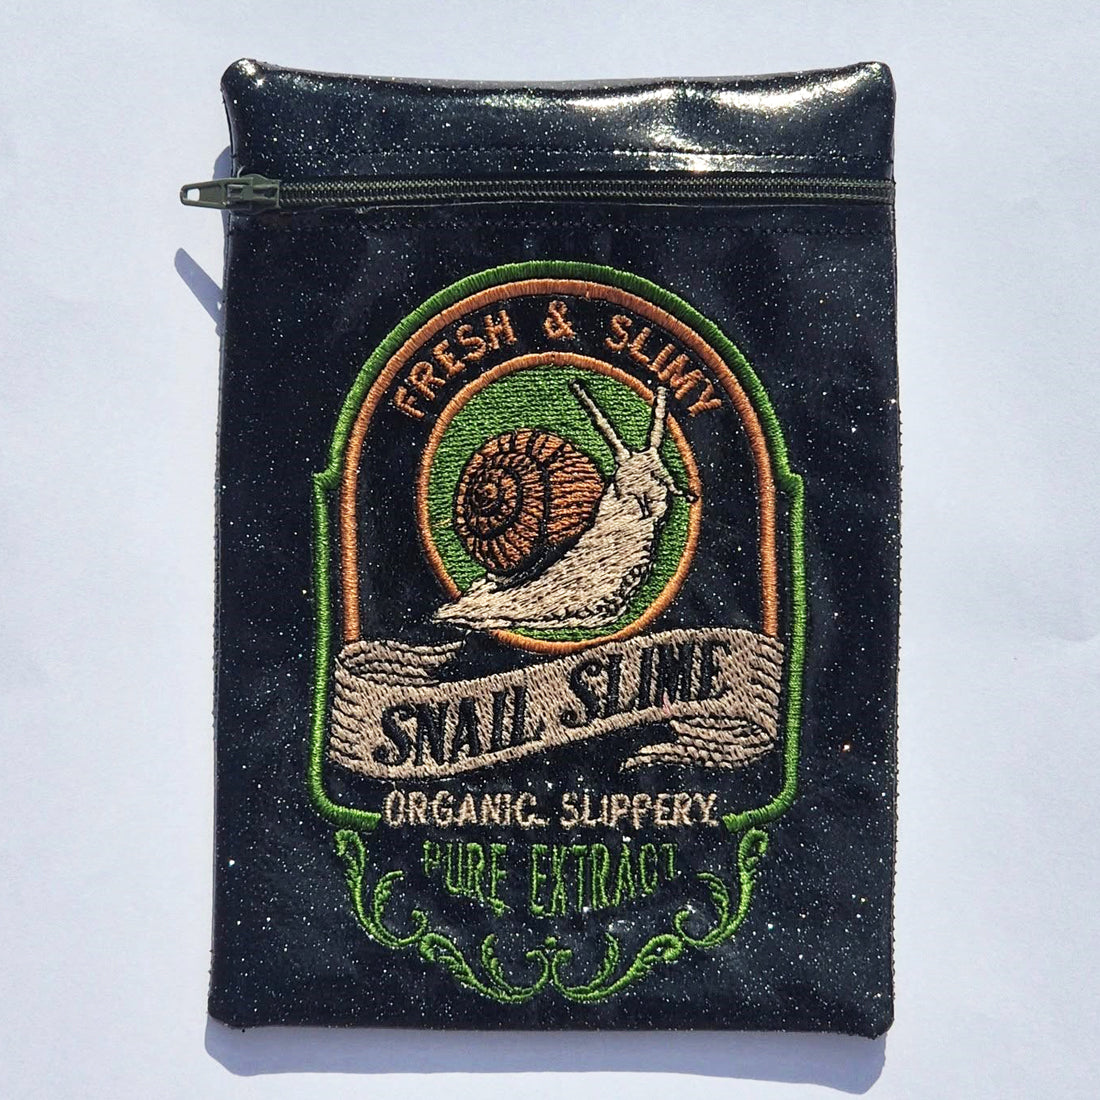 FRESH & SLIMY
SNAIL SLIME
ORGANIC. SLIPPERY.
PURE EXTRACT